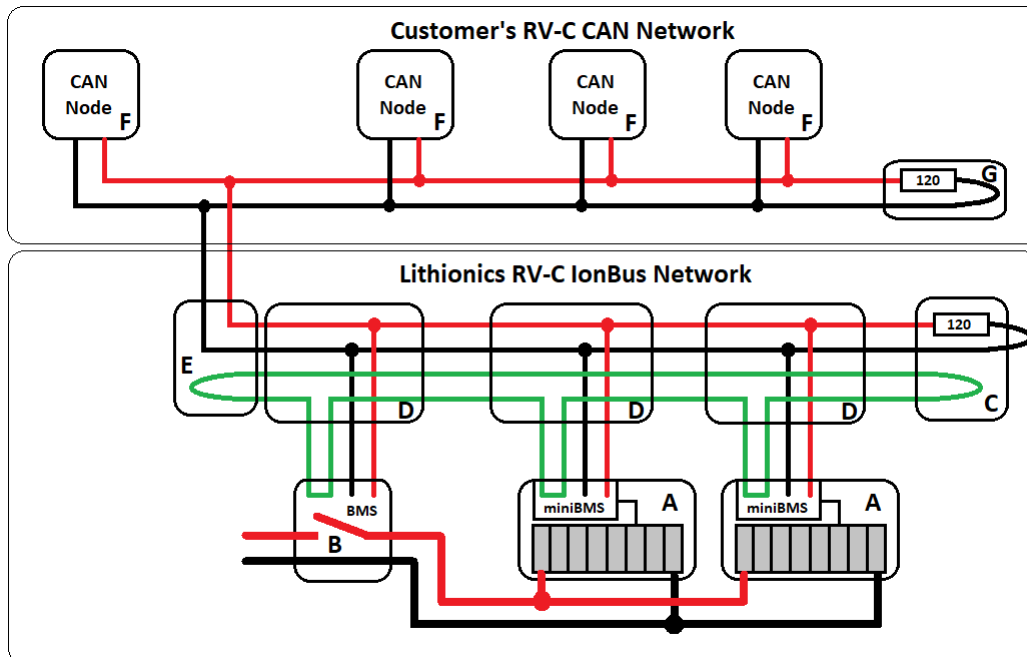 Customer's RV-C CAN Network
CAN
Node
F
CAN
Node
F
CAN
Node
F
CAN
Node
F
120
G
Lithionics RV-C IonBus Network
E
D
D
D
120
C
BMS
B
miniBMS
A
miniBMS
A